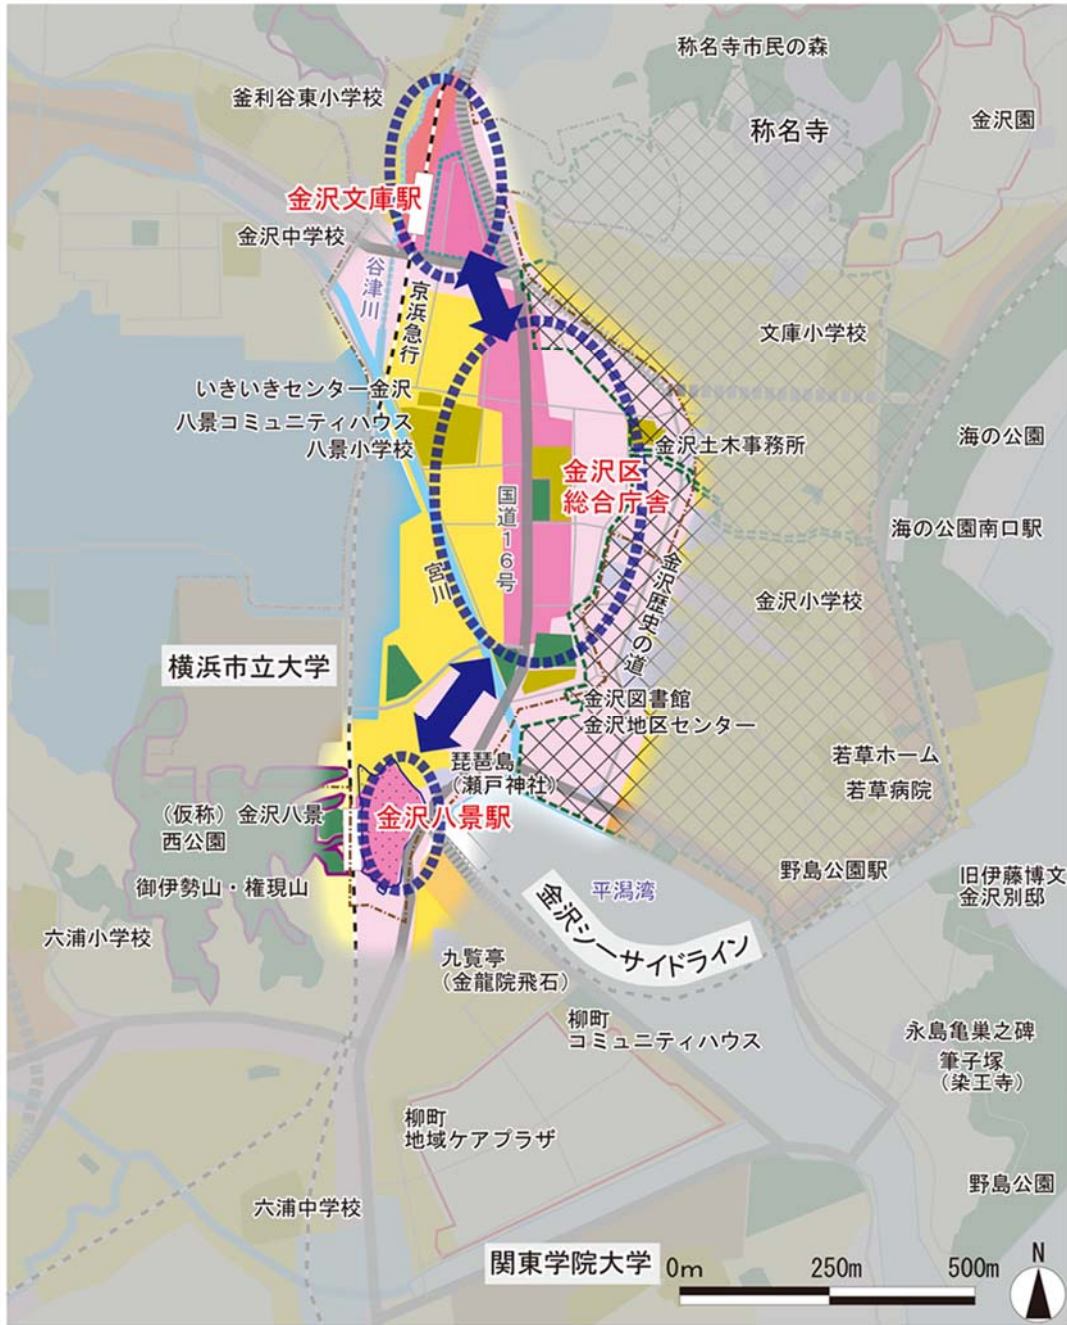 称名寺市民の森
釜利谷東小学校
称名寺
金沢園
金沢文庫駅
金沢中学校
谷津川
京浜急行
文庫小学校
いきいきセンター金沢
八景コミュニティハウス
八景小学校
金沢土木事務所
海の公園
金沢区
総合庁舎
国道16号
海の公園南口駅
宮川
金沢歴史の道
金沢小学校
横浜市立大学
金沢図書館
金沢地区センター
琵琶島
(瀬戸神社)
若草ホーム
若草病院
(仮称)金沢八景
西公園
金沢八景駅
御伊勢山・権現山
野島公園駅
旧伊藤博文
金沢別邸
平潟湾
金沢シーサイドライン
六浦小学校
九覧亭
(金龍院飛石)
柳町
コミュニティハウス
永島亀巣之碑
筆子塚
(染王寺)
柳町
地域ケアプラザ
野島公園
六浦中学校
関東学院大学
0m 250m 500m
N